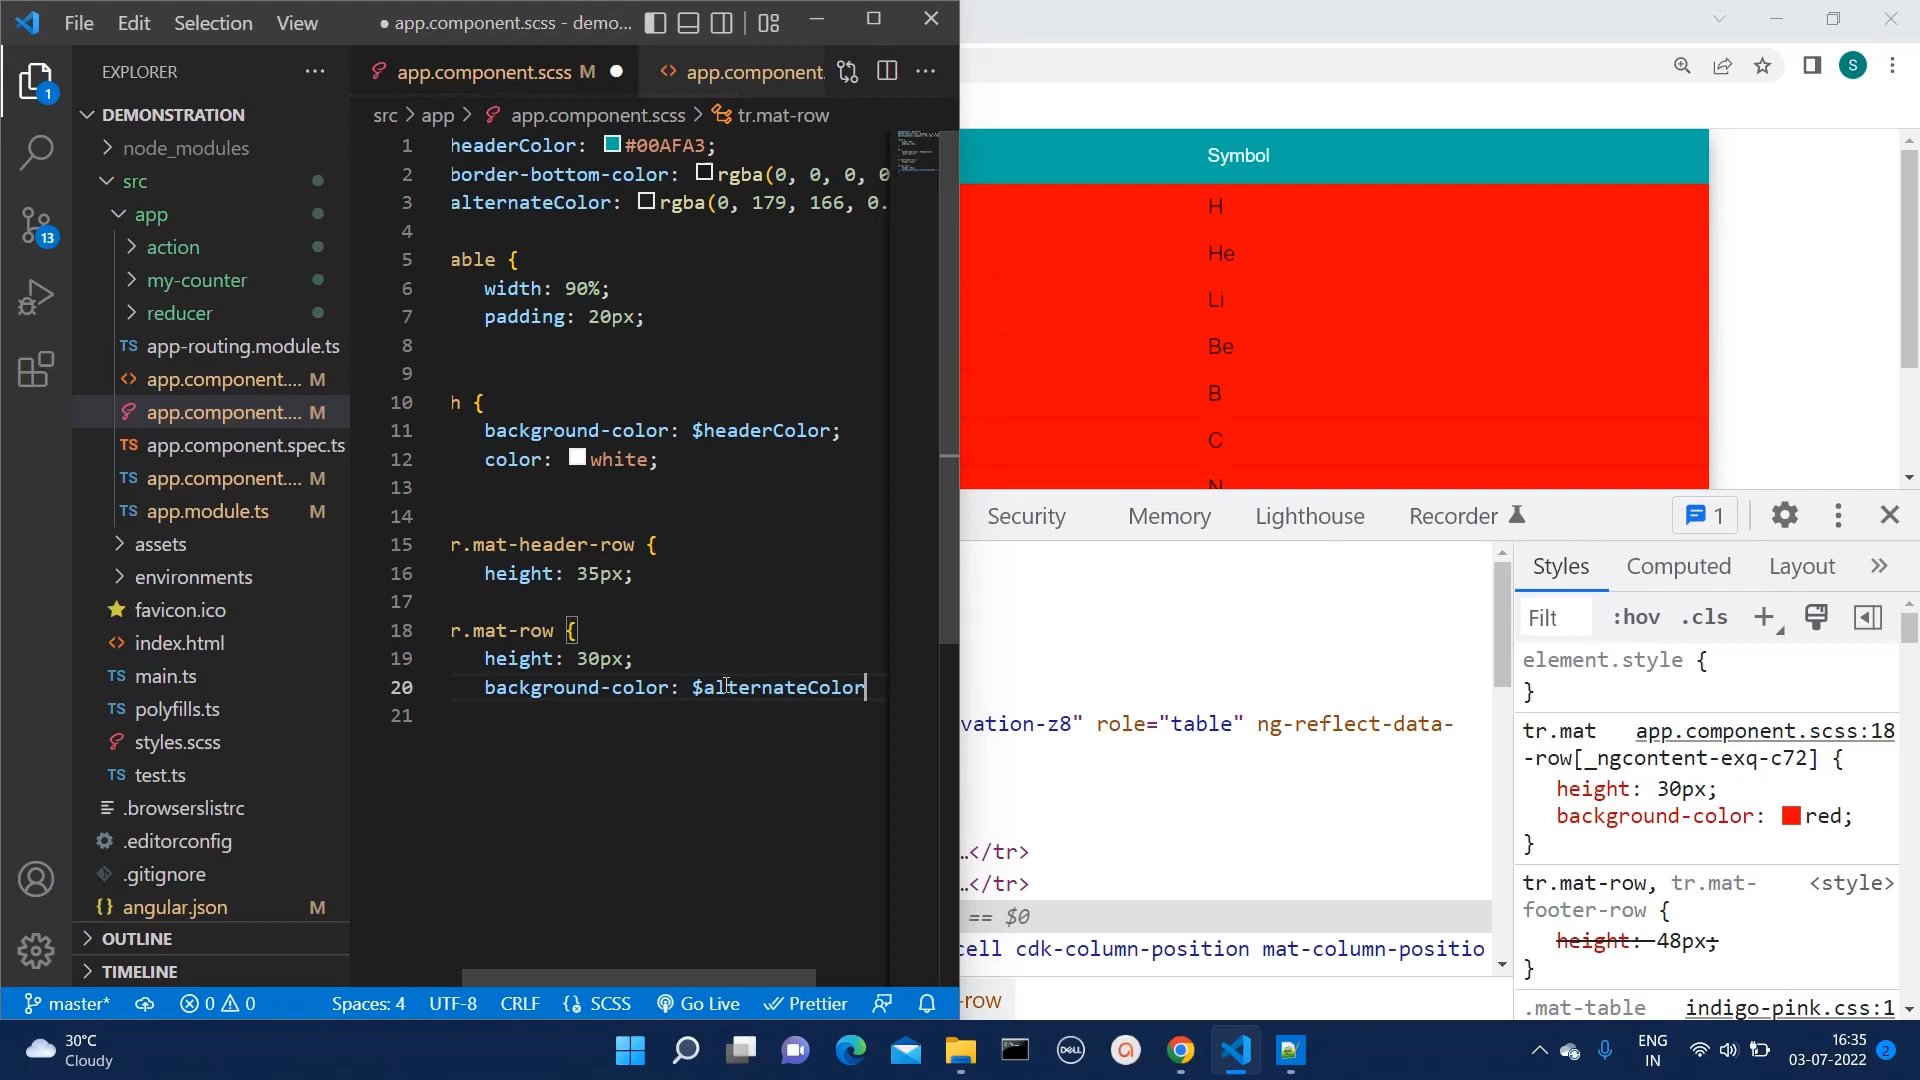 File Edit Selection View
● app.component.scss - demo...
EXPLORER
DEMONSTRATION
node_modules
src
app
action
my-counter
reducer
app-routing.module.ts
app.component.... M
app.component.... M
app.component.spec.ts
app.component.... M
app.module.ts M
assets
environments
favicon.ico
index.html
main.ts
polyfills.ts
styles.scss
test.ts
.browserslistrc
.editorconfig
.gitignore
angular.json M
OUTLINE
TIMELINE
1
13
app.component.scss M
app.component.
src > app > app.component.scss > tr.mat-row
1 headerColor: #00AFA3;
2 border-bottom-color: rgba(0, 0, 0, 0
3 alternateColor: rgba(0, 179, 166, 0.
4
5 able {
6 width: 90%;
7 padding: 20px;
8
9
10 h {
11 background-color: $headerColor;
12 color: white;
13
14
15 r.mat-header-row {
16 height: 35px;
17
18 r.mat-row {
19 height: 30px;
20 background-color: $alternateColor
21
master* 0 0 Spaces: 4 UTF-8 CRLF SCSS Go Live Prettier
S
Symbol
H
He
Li
Be
B
C
N
Security Memory Lighthouse Recorder 1
vation-z8" role="table" ng-reflect-data-
…</tr>
…</tr>
== $0
cell cdk-column-position mat-column-positio
-row
Styles Computed Layout
Filt :hov .cls
element.style {
}
tr.mat app.component.scss:18
-row[_ngcontent-exq-c72] {
height: 30px;
background-color: red;
}
tr.mat-row, tr.mat- <style>
footer-row {
height: 48px;
}
.mat-table indigo-pink.css:1
30°C
Cloudy
DELL
ENG
IN
16:35
03-07-2022
2